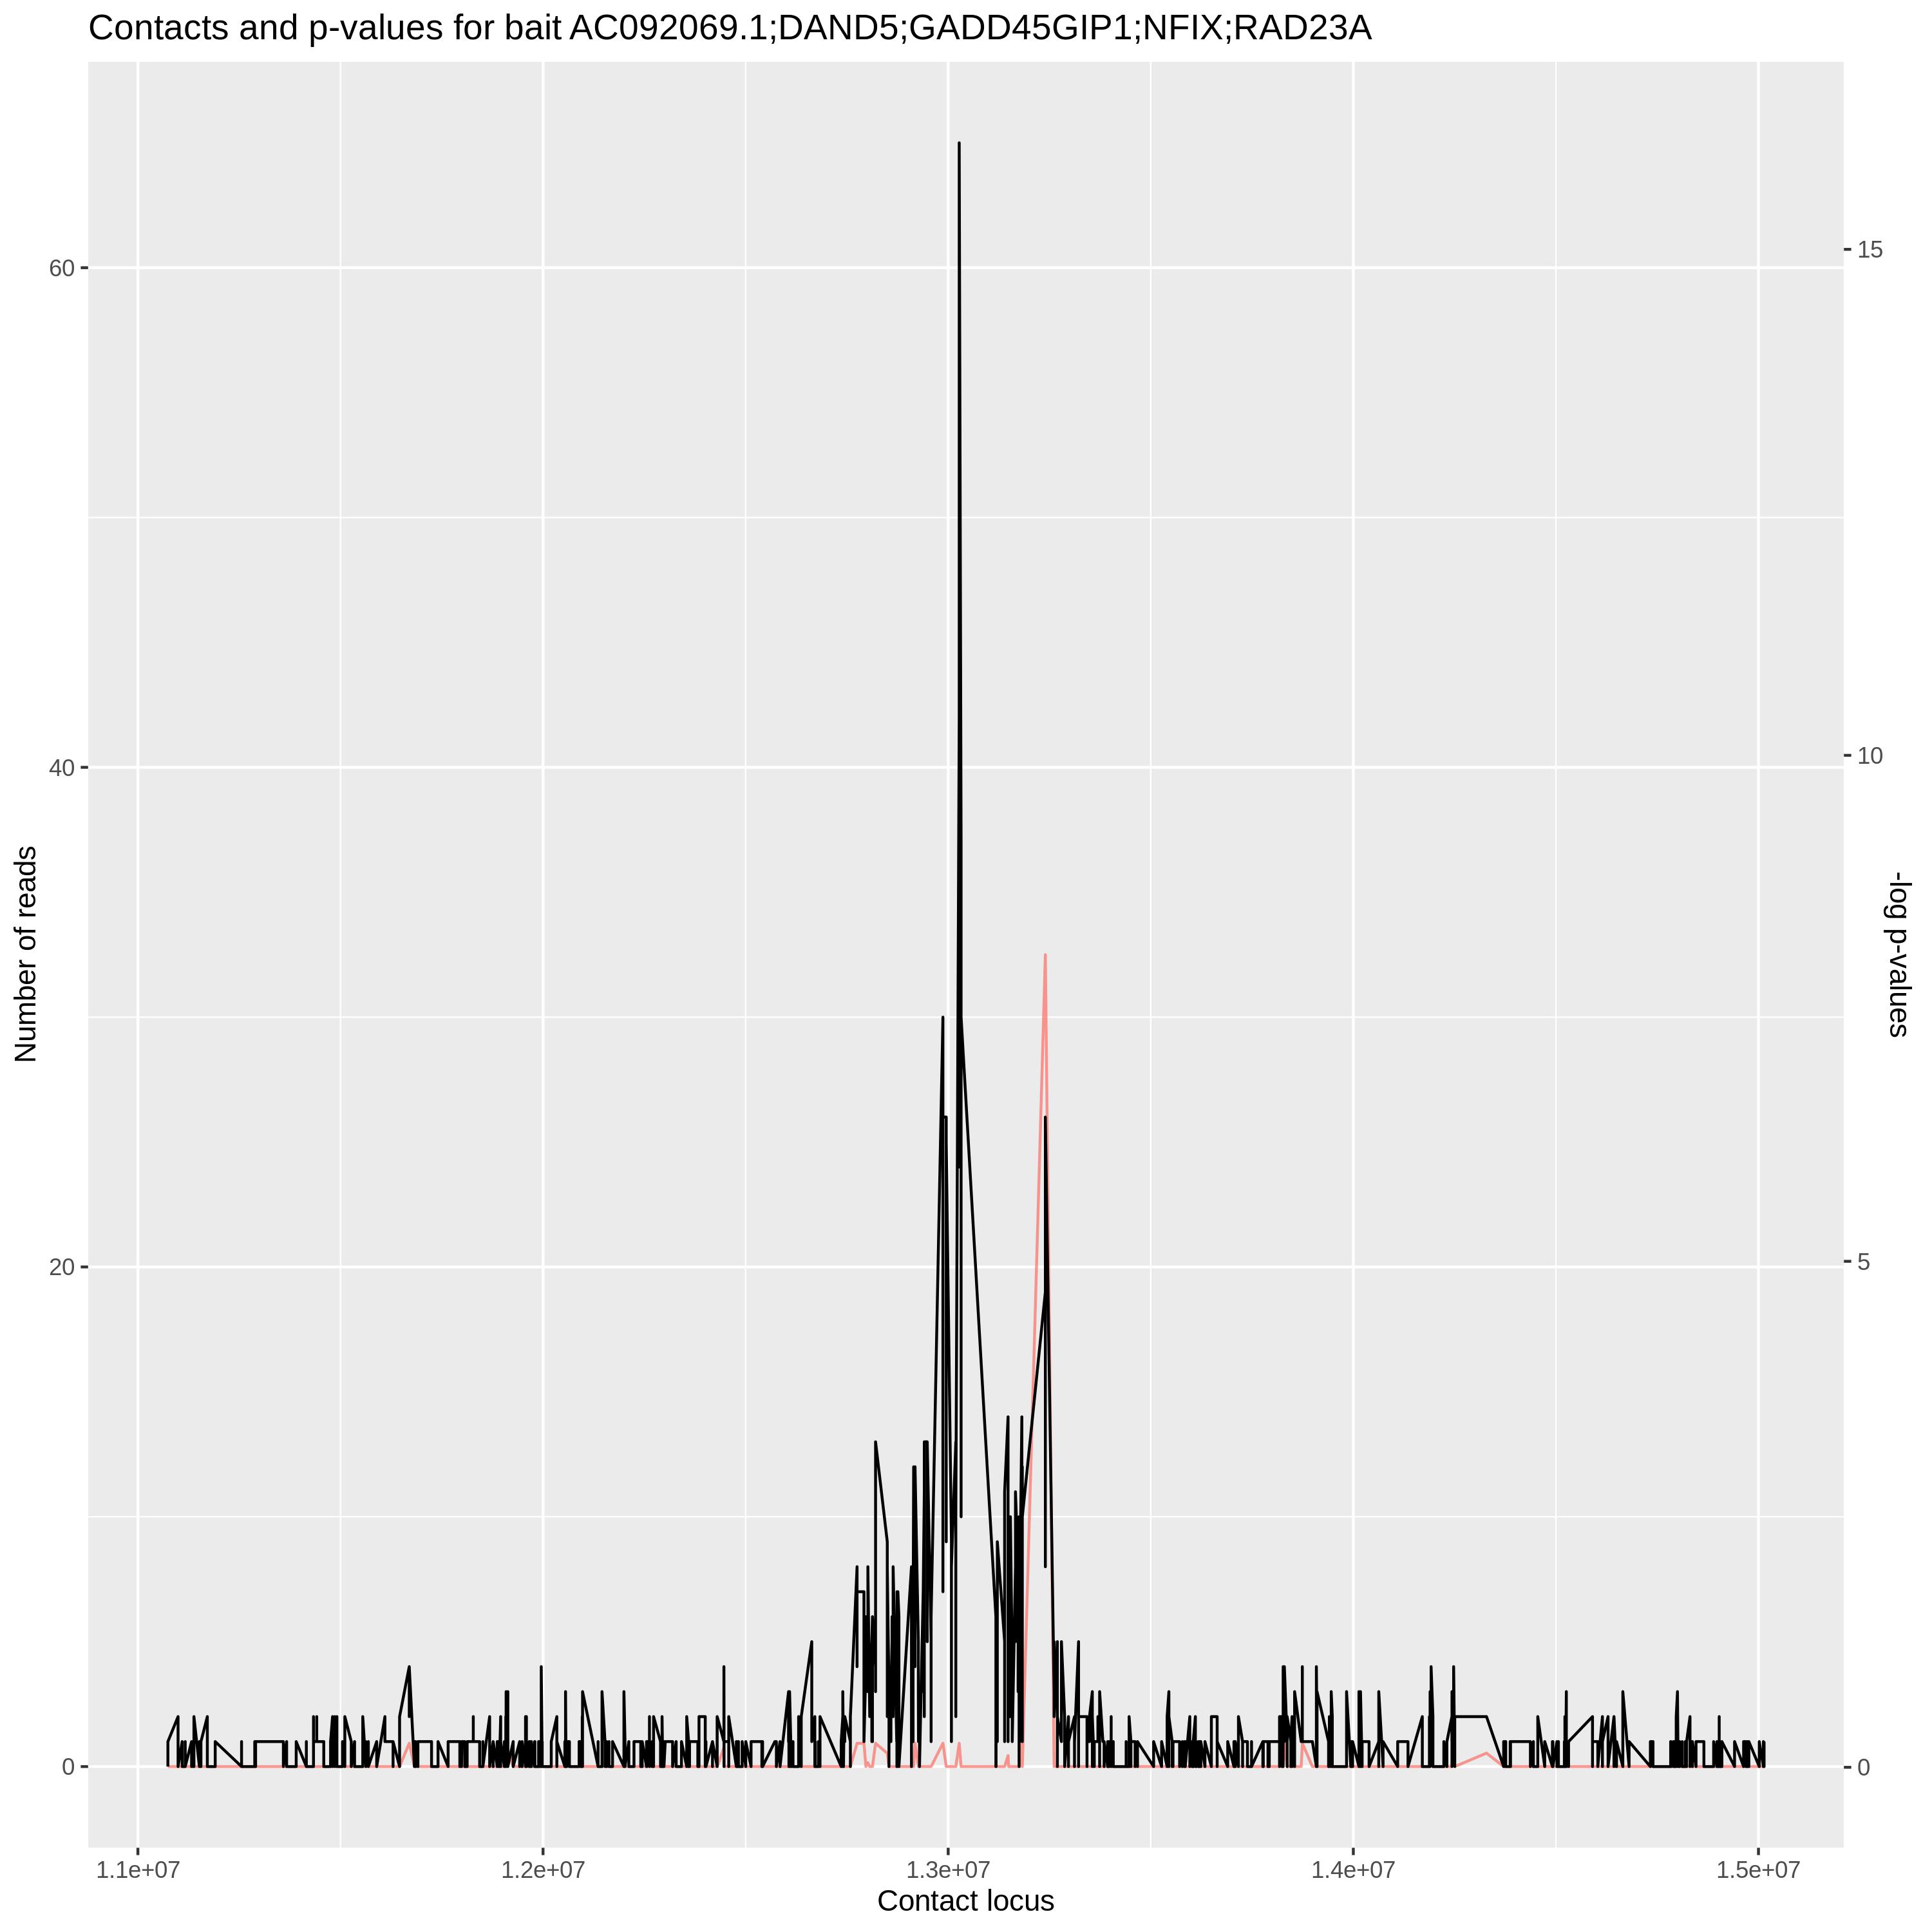 Contacts and p-values for bait AC092069.1;DAND5;GADD45GIP1;NFIX;RAD23A
Number of reads
60
40
20
0
15
10
5
0
-log p-values
1.1e+07 1.2e+07 1.3e+07 1.4e+07 1.5e+07
Contact locus